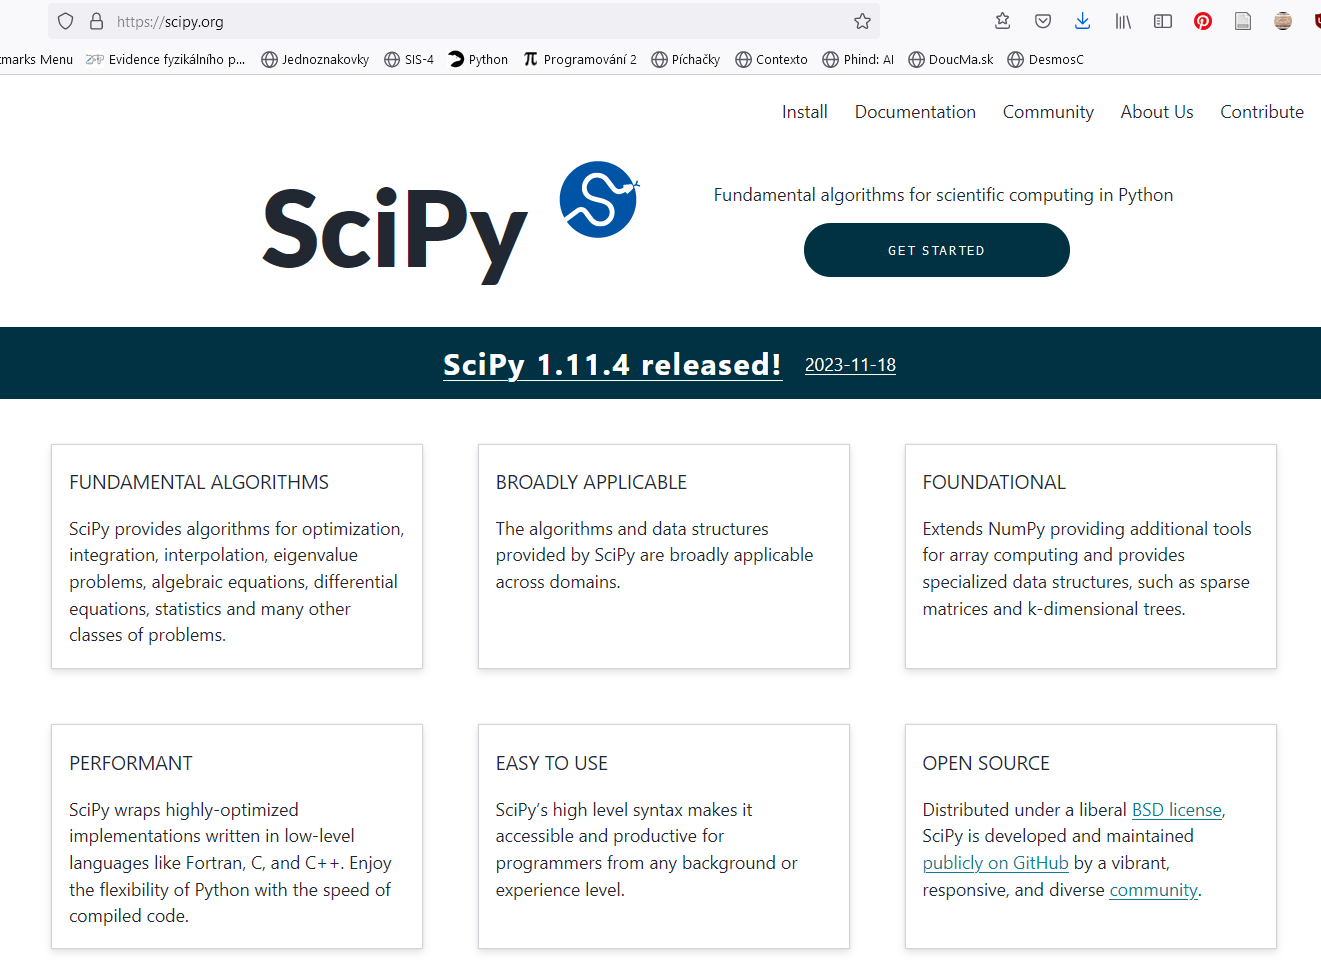 https://scipy.org
tmarks Menu Evidence fyzikálního p... Jednoznakovky SIS-4 Python Programování 2 Píchačky Contexto Phind: AI DoucMa.sk DesmosC
Install Documentation Community About Us Contribute
SciPy
Fundamental algorithms for scientific computing in Python
GET STARTED
SciPy 1.11.4 released! 2023-11-18
FUNDAMENTAL ALGORITHMS
SciPy provides algorithms for optimization,
integration, interpolation, eigenvalue
problems, algebraic equations, differential
equations, statistics and many other
classes of problems.
BROADLY APPLICABLE
The algorithms and data structures
provided by SciPy are broadly applicable
across domains.
FOUNDATIONAL
Extends NumPy providing additional tools
for array computing and provides
specialized data structures, such as sparse
matrices and k-dimensional trees.
PERFORMANT
SciPy wraps highly-optimized
implementations written in low-level
languages like Fortran, C, and C++. Enjoy
the flexibility of Python with the speed of
compiled code.
EASY TO USE
SciPy’s high level syntax makes it
accessible and productive for
programmers from any background or
experience level.
OPEN SOURCE
Distributed under a liberal BSD license,
SciPy is developed and maintained
publicly on GitHub by a vibrant,
responsive, and diverse community.